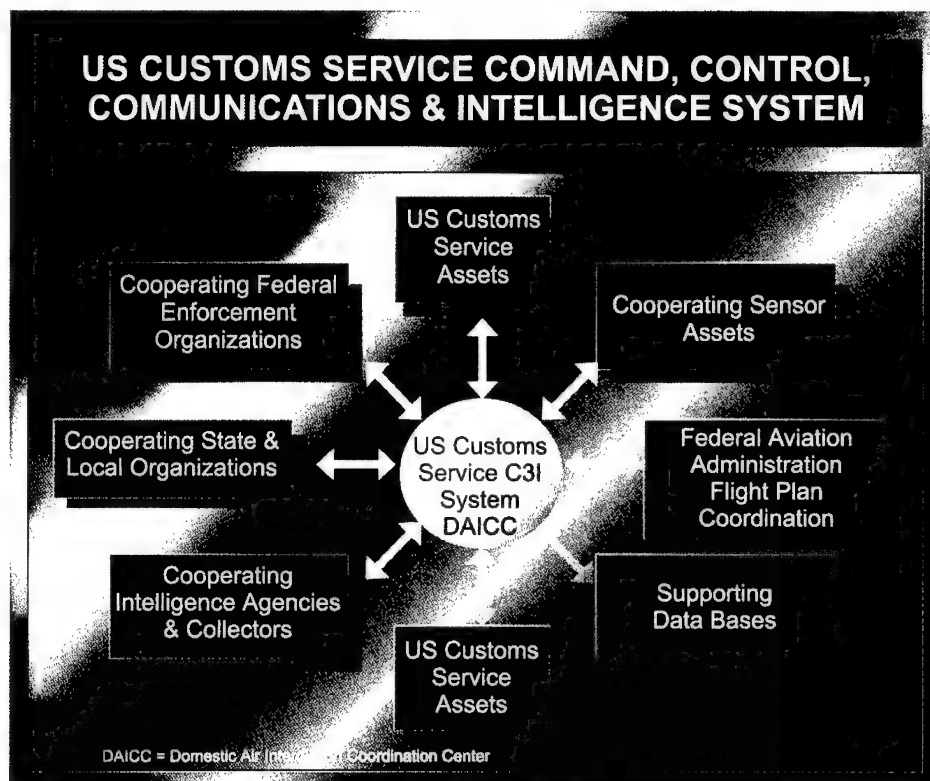 US CUSTOMS SERVICE COMMAND, CONTROL,
COMMUNICATIONS & INTELLIGENCE SYSTEM
US Customs
Service
Assets
Cooperating Federal
Enforcement
Organizations
Cooperating Sensor
Assets
Cooperating State &
Local Organizations
US Customs
Service C3I
System
DAICC
Federal Aviation
Administration
Flight Plan
Coordination
Cooperating
Intelligence Agencies
& Collectors
Supporting
Data Bases
US Customs
Service
Assets
DAICC = Domestic Air Coordination Center